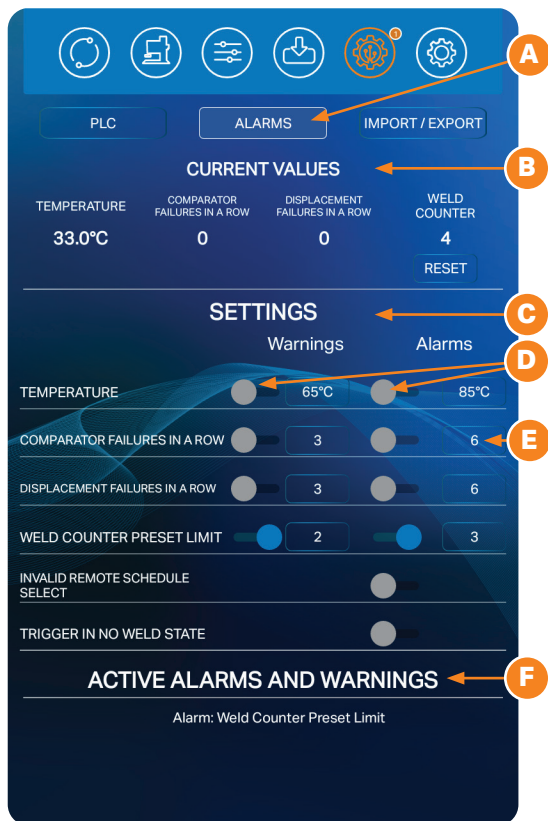 1
A
PLC
ALARMS
IMPORT / EXPORT
CURRENT VALUES
B
TEMPERATURE
COMPARATOR
FAILURES IN A ROW
DISPLACEMENT
FAILURES IN A ROW
WELD
COUNTER
33.0°C
0
0
4
RESET
SETTINGS
C
Warnings
Alarms
D
TEMPERATURE
65°C
85°C
COMPARATOR FAILURES IN A ROW
3
6
E
DISPLACEMENT FAILURES IN A ROW
3
6
WELD COUNTER PRESET LIMIT
2
3
INVALID REMOTE SCHEDULE
SELECT
TRIGGER IN NO WELD STATE
ACTIVE ALARMS AND WARNINGS
F
Alarm: Weld Counter Preset Limit